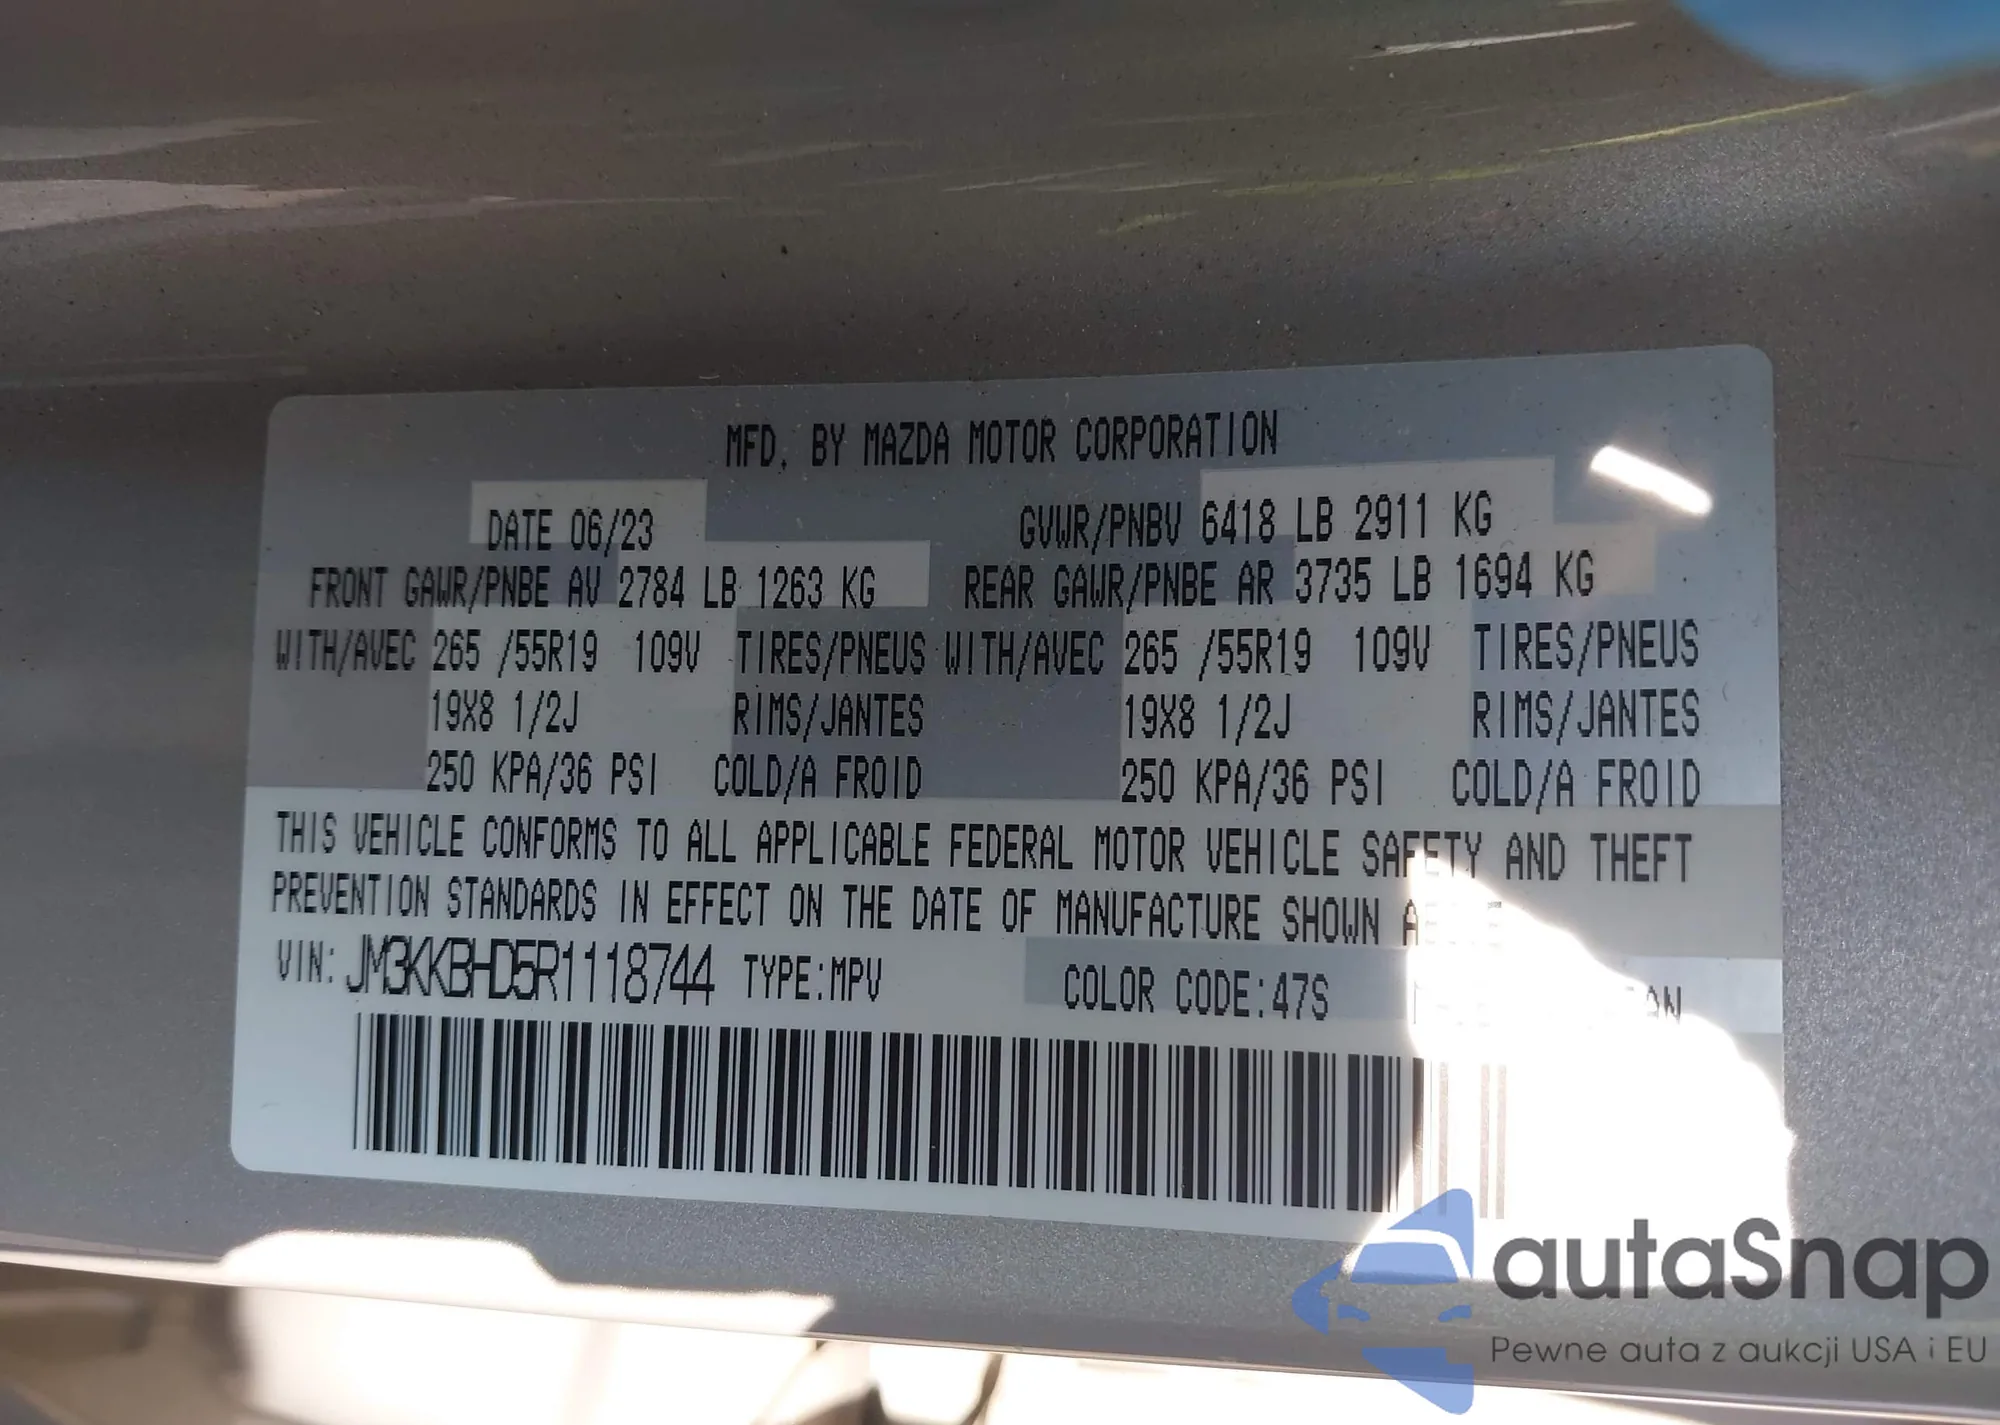 MFD. BY MAZDA MOTOR CORPORATION
DATE 06/23 GVWR/PNBV 6418 LB 2911 KG
FRONT GAWR/PNBE AV 2784 LB 1263 KG REAR GAWR/PNBE AR 3735 LB 1694 KG
WITH/AVEC 265 /55R19 109V TIRES/PNEUS WITH/AVEC 265 /55R19 109V TIRES/PNEUS
19X8 1/2J RIMS/JANTES 19X8 1/2J RIMS/JANTES
250 KPA/36 PSI COLD/A FROID 250 KPA/36 PSI COLD/A FROID
THIS VEHICLE CONFORMS TO ALL APPLICABLE FEDERAL MOTOR VEHICLE SAFETY AND THEFT
PREVENTION STANDARDS IN EFFECT ON THE DATE OF MANUFACTURE SHOWN
VIN: JM3KKBHD5R1118744 TYPE:MPV COLOR CODE:47S
autaSnap
Pewne auta z aukcji USA i EU